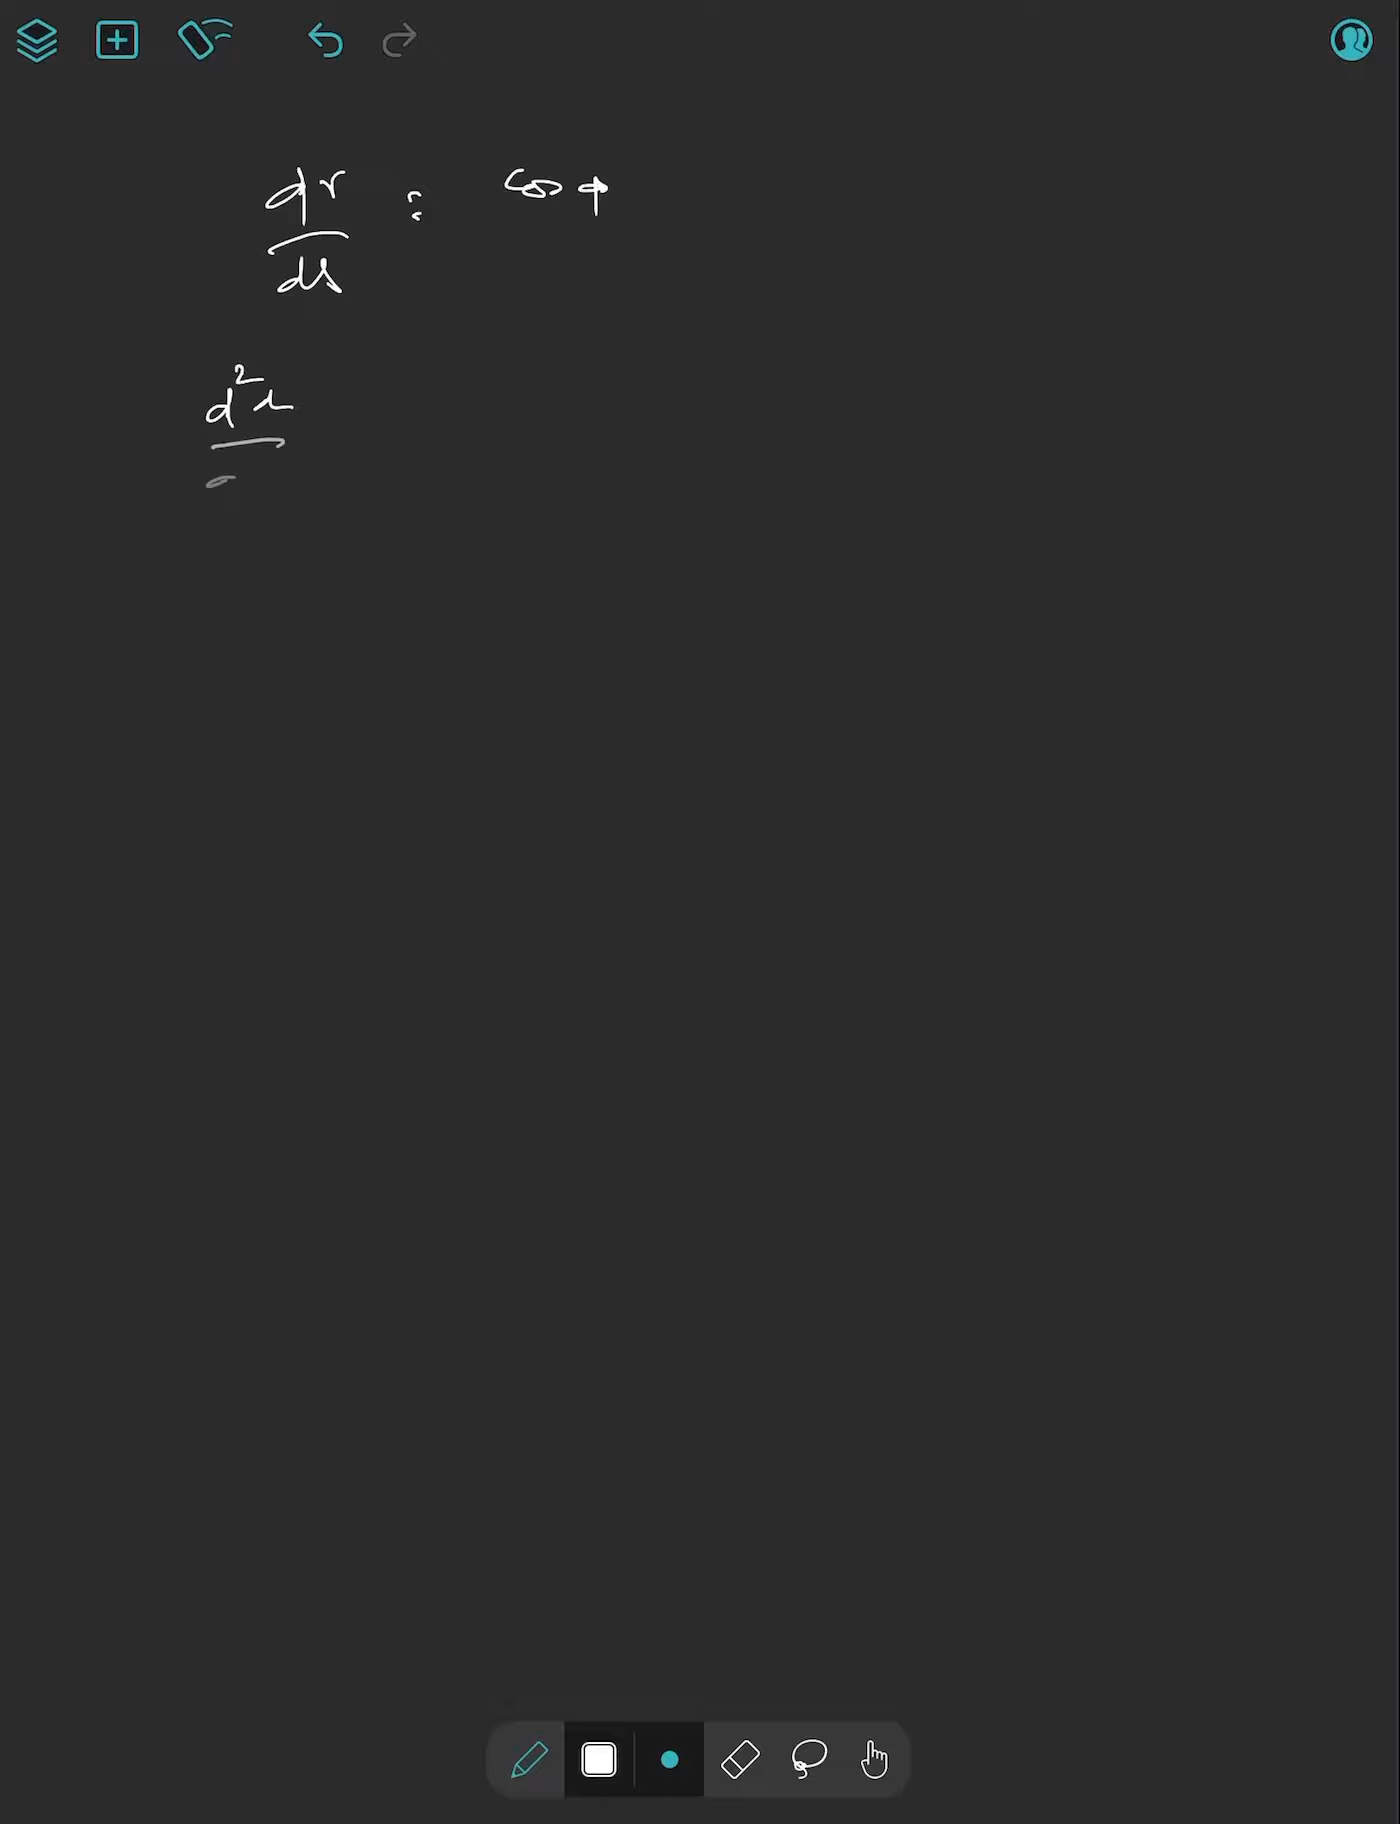 dr/ds = cos ϕ
d²r